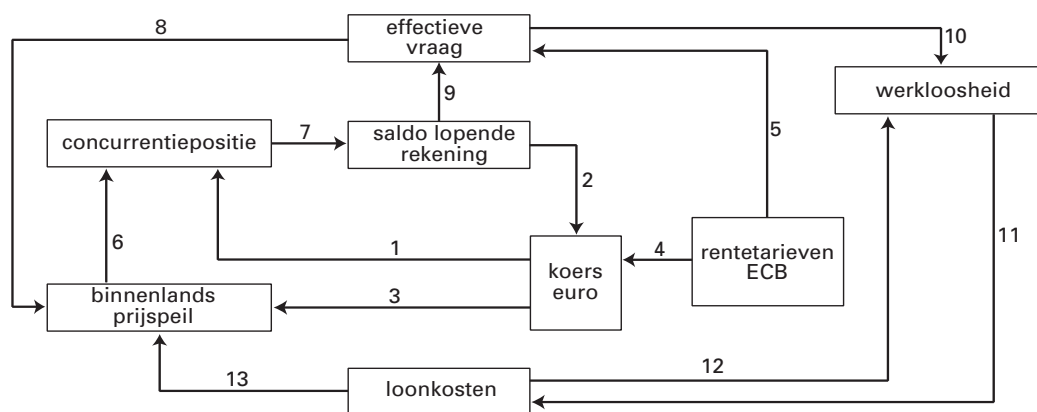 8
effectieve
vraag
10
werkloosheid
9
5
concurrentiepositie
7
saldo lopende
rekening
2
6
1
4
rentetarieven
ECB
11
koers
euro
binnenlands
prijspeil
3
13
loonkosten
12